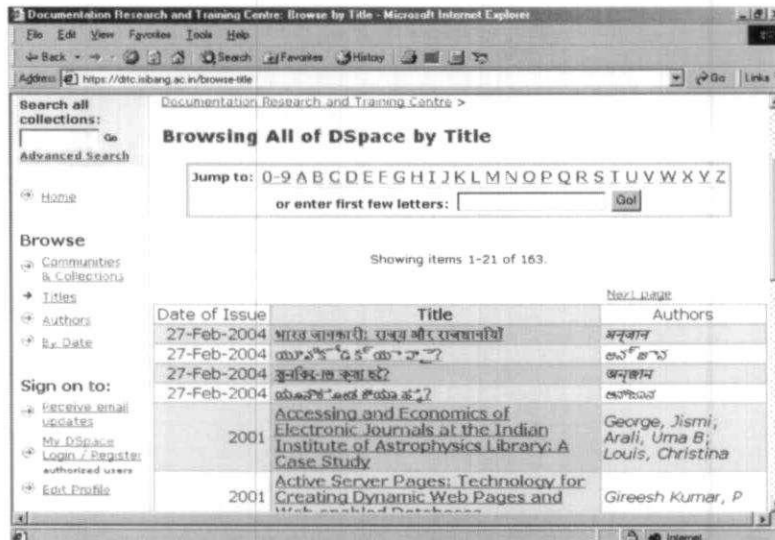 Documentation Research and Training Centre: Browse by Title - Microsoft Internet Explorer
File Edit View Favorites Tools Help
Back Search Favorites History
Address https://drtc.isibang.ac.in/browse-title Go Links
Search all
collections:
Go
Advanced Search
Home
Browse
Communities
& Collections
Titles
Authors
By Date
Sign on to:
Receive email
updates
My DSpace
Login / Register
authorized users
Edit Profile
Documentation Research and Training Centre >
Browsing All of DSpace by Title
Jump to: 0-9 A B C D E F G H I J K L M N O P Q R S T U V W X Y Z
or enter first few letters: Go!
Showing items 1-21 of 163.
Next page
Date of Issue Title Authors
27-Feb-2004 भारत जानकारी: राज्य और राजधानियाँ अनजान
27-Feb-2004
27-Feb-2004
27-Feb-2004
2001 Accessing and Economics of
Electronic Journals at the Indian
Institute of Astrophysics Library: A
Case Study
George, Jismi;
Arali, Uma B;
Louis, Christina
2001 Active Server Pages: Technology for
Creating Dynamic Web Pages and
Web enabled Databases
Gireesh Kumar, P
Internet